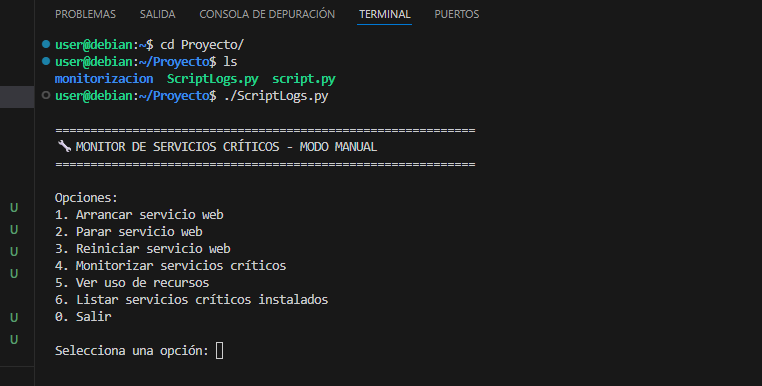 PROBLEMAS SALIDA CONSOLA DE DEPURACIÓN TERMINAL PUERTOS
user@debian:~$ cd Proyecto/
user@debian:~/Proyecto$ ls
monitorizacion ScriptLogs.py script.py
user@debian:~/Proyecto$ ./ScriptLogs.py
============================================================
🔧 MONITOR DE SERVICIOS CRÍTICOS - MODO MANUAL
============================================================
Opciones:
1. Arrancar servicio web
2. Parar servicio web
3. Reiniciar servicio web
4. Monitorizar servicios críticos
5. Ver uso de recursos
6. Listar servicios críticos instalados
0. Salir
Selecciona una opción:
U
U
U
U
U
U